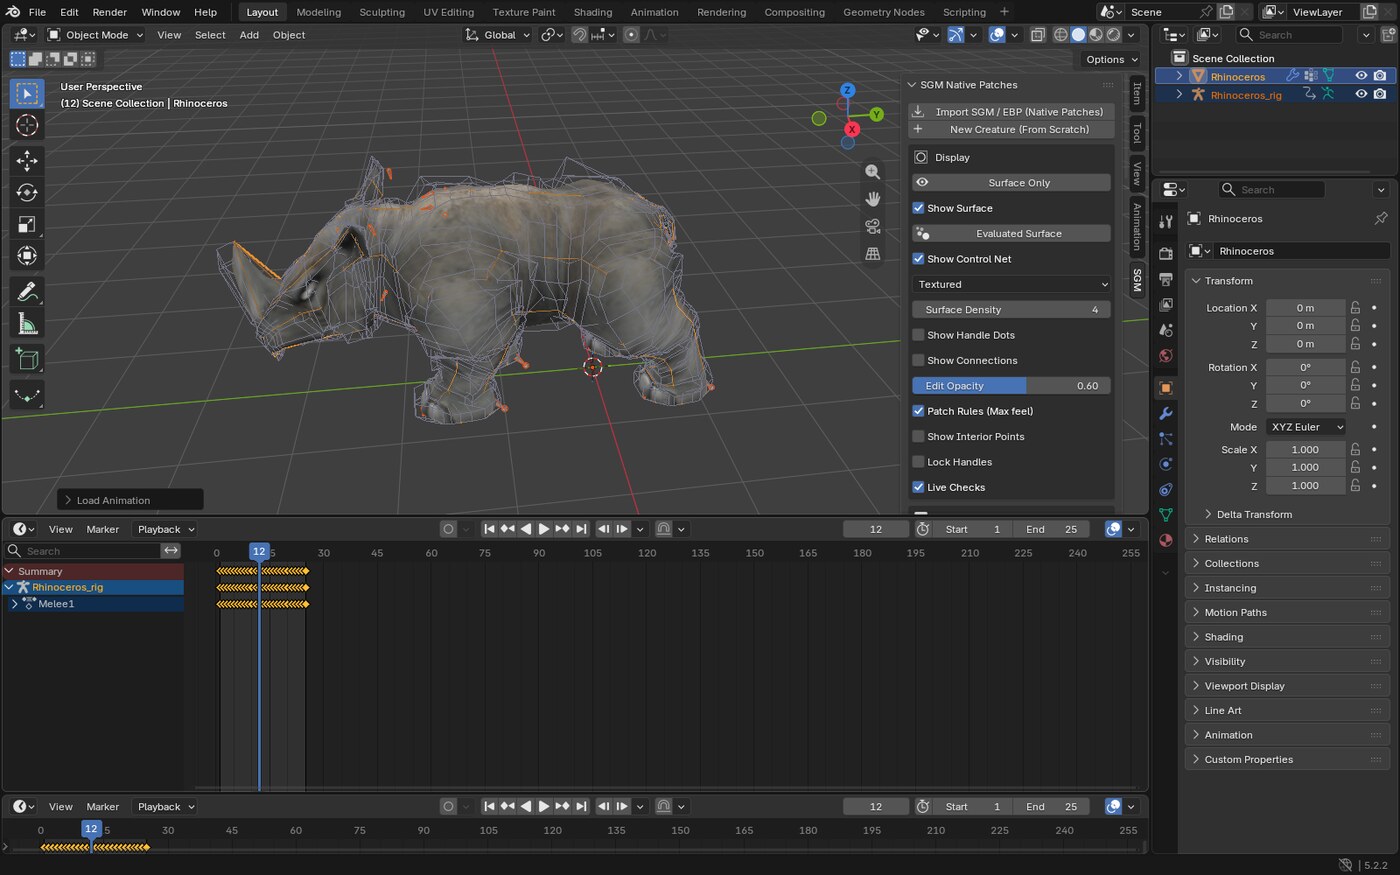 File Edit Render Window Help Layout Modeling Sculpting UV Editing Texture Paint Shading Animation Rendering Compositing Geometry Nodes Scripting + Scene ViewLayer
Object Mode View Select Add Object Global Search
Options
User Perspective
(12) Scene Collection | Rhinoceros
Z
Y
X
SGM Native Patches
Import SGM / EBP (Native Patches)
New Creature (From Scratch)
Display
Surface Only
Show Surface
Evaluated Surface
Show Control Net
Textured
Surface Density 4
Show Handle Dots
Show Connections
Edit Opacity 0.60
Patch Rules (Max feel)
Show Interior Points
Lock Handles
Live Checks
Item
Tool
View
Animation
SGM
Load Animation
Scene Collection
Rhinoceros
Rhinoceros_rig
Search
Rhinoceros
Rhinoceros
Transform
Location X 0 m
Y 0 m
Z 0 m
Rotation X 0°
Y 0°
Z 0°
Mode XYZ Euler
Scale X 1.000
Y 1.000
Z 1.000
Delta Transform
Relations
Collections
Instancing
Motion Paths
Shading
Visibility
Viewport Display
Line Art
Animation
Custom Properties
View Marker Playback 12 Start 1 End 25
Search 0 12 5 30 45 60 75 90 105 120 135 150 165 180 195 210 225 240 255
Summary
Rhinoceros_rig
Melee1
View Marker Playback 12 Start 1 End 25
0 12 5 30 45 60 75 90 105 120 135 150 165 180 195 210 225 240 255
5.2.2